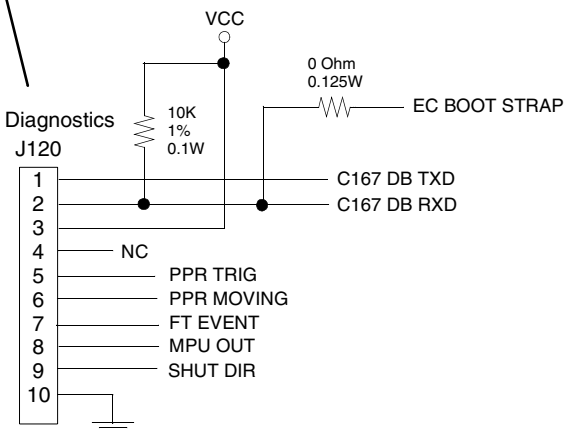 VCC
0 Ohm
0.125W
EC BOOT STRAP
10K
1%
0.1W
Diagnostics
J120
1
C167 DB TXD
2
C167 DB RXD
3
4
NC
5
PPR TRIG
6
PPR MOVING
7
FT EVENT
8
MPU OUT
9
SHUT DIR
10